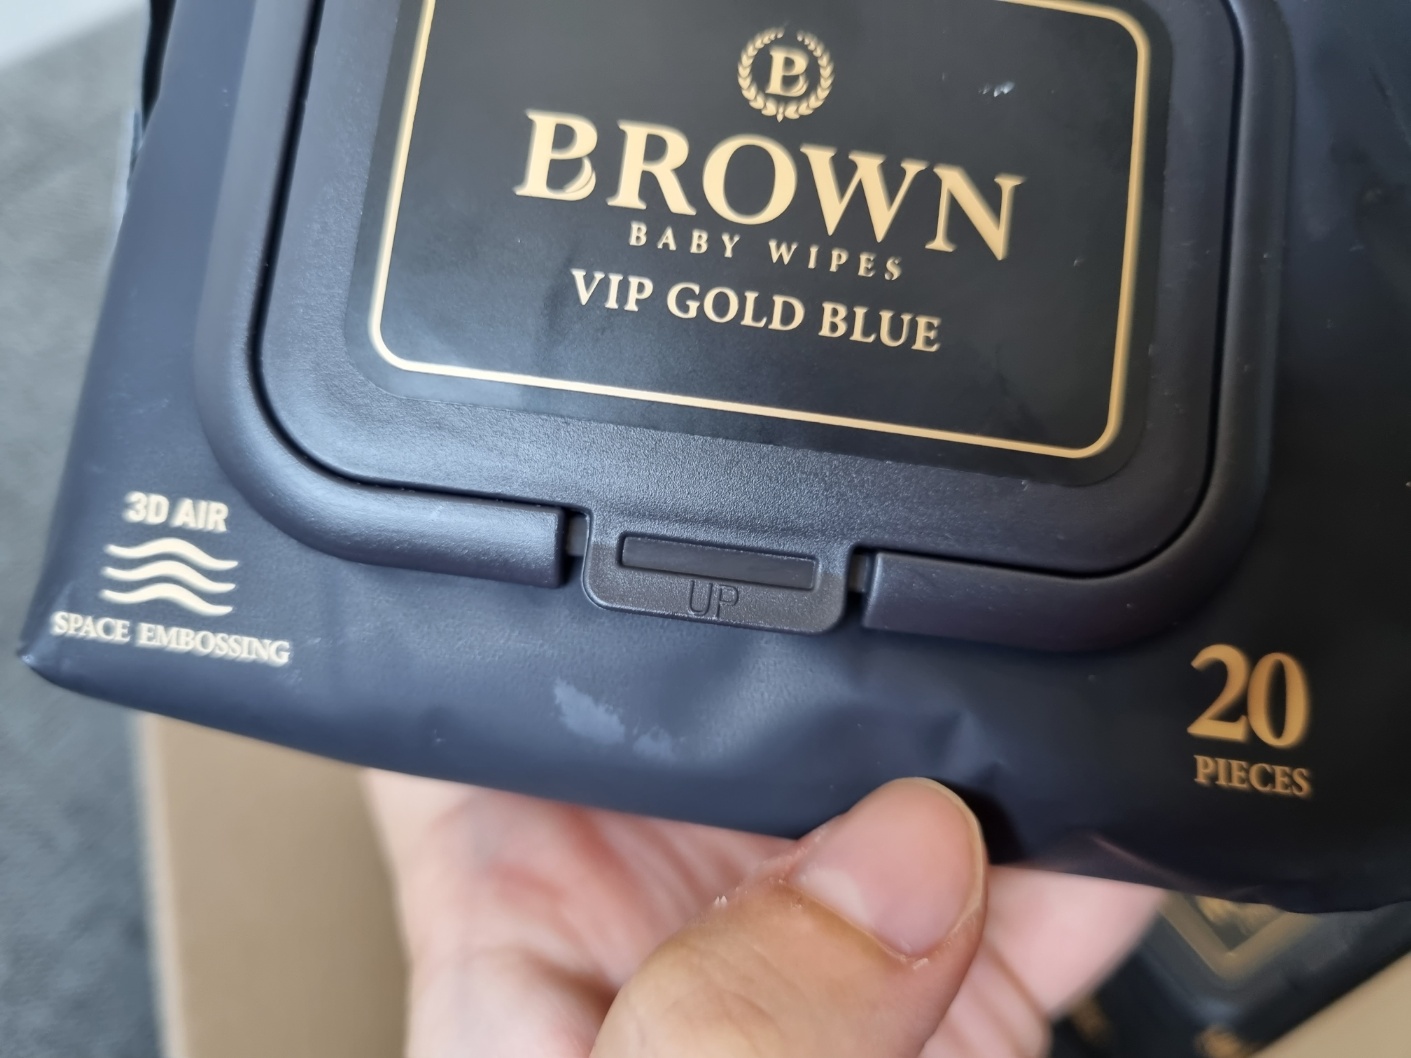 B
BROWN
BABY WIPES
VIP GOLD BLUE
3D AIR
SPACE EMBOSSING
UP
20
PIECES